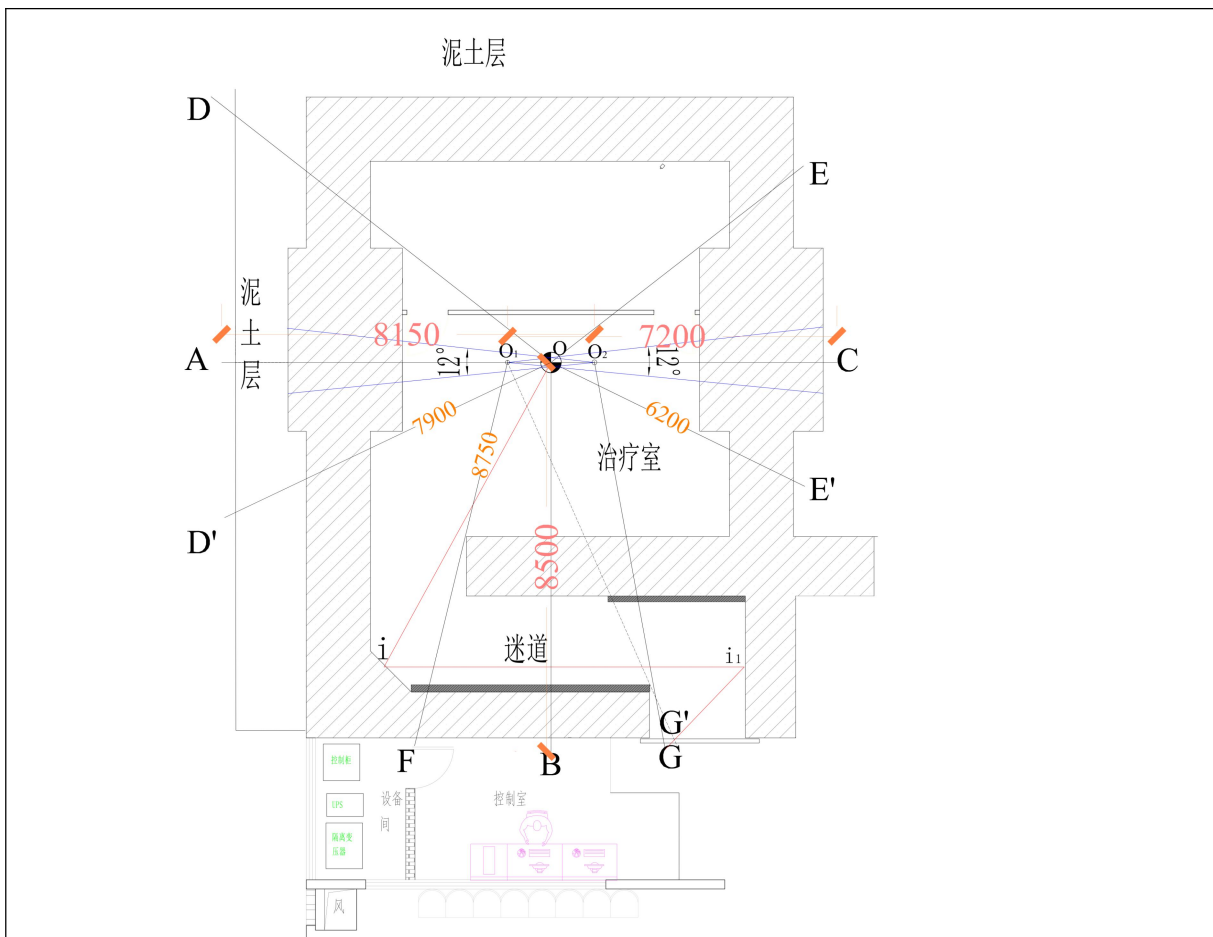 泥土层
D
E
泥
土
层
8150
7200
A
12°
O₁
O
O₂
12°
C
7900
8750
6200
治疗室
E'
D'
8500
i
迷道
i₁
G'
F
B
G
控制柜
UPS
隔离变
压器
设备
间
控制室
风